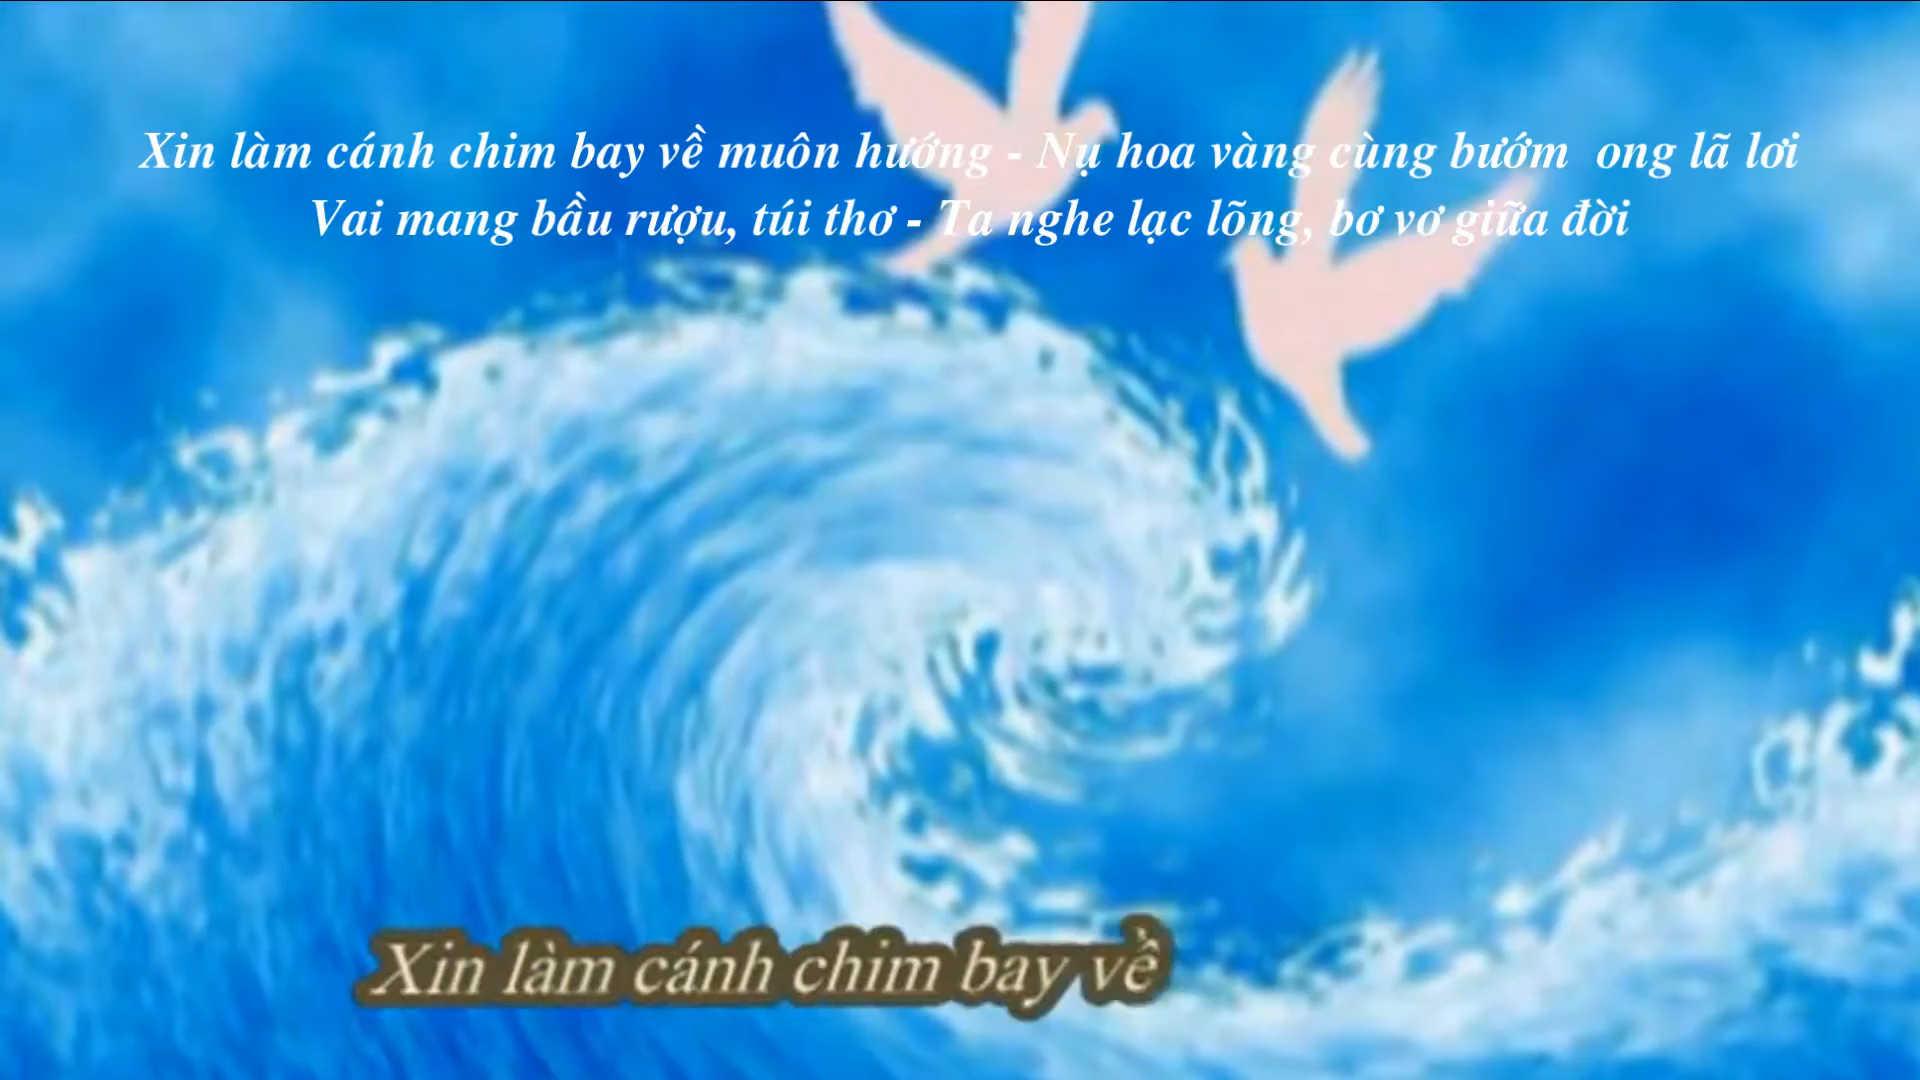 Xin làm cánh chim bay về muôn hướng - Nụ hoa vàng cùng bướm  ong lã lơi
Vai mang bầu rượu, túi thơ - Ta nghe lạc lõng, bơ vơ giữa đời
Xin làm cánh chim bay về